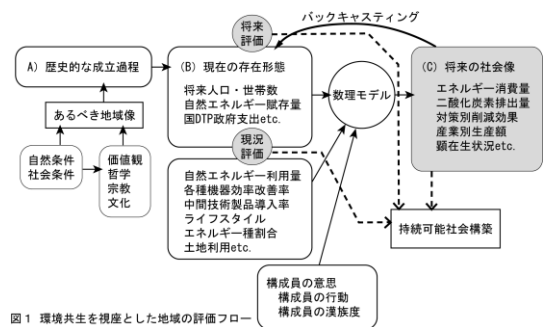 バックキャスティング
将来
評価
A）歴史的な成立過程
(B) 現在の存在形態
将来人口・世帯数
自然エネルギー賦存量
国DTP政府支出etc.
数理モデル
(C) 将来の社会像
エネルギー消費量
二酸化炭素排出量
対策別削減効果
産業別生産額
顕在生状況etc.
あるべき地域像
自然条件
社会条件
価値観
哲学
宗教
文化
現況
評価
自然エネルギー利用量
各種機器効率改善率
中間技術製品導入率
ライフスタイル
エネルギー種割合
土地利用etc.
持続可能社会構築
構成員の意思
構成員の行動
構成員の漢族度
図1 環境共生を視座とした地域の評価フロー